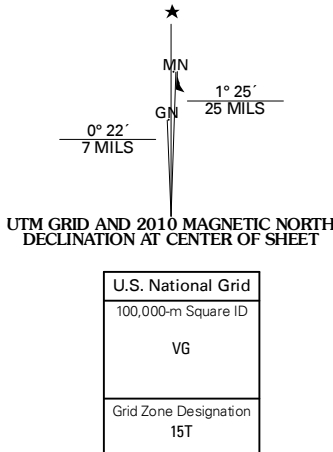 ★
MN
GN
1° 25´
25 MILS
0° 22´
7 MILS
UTM GRID AND 2010 MAGNETIC NORTH
DECLINATION AT CENTER OF SHEET
U.S. National Grid
100,000-m Square ID
VG
Grid Zone Designation
15T